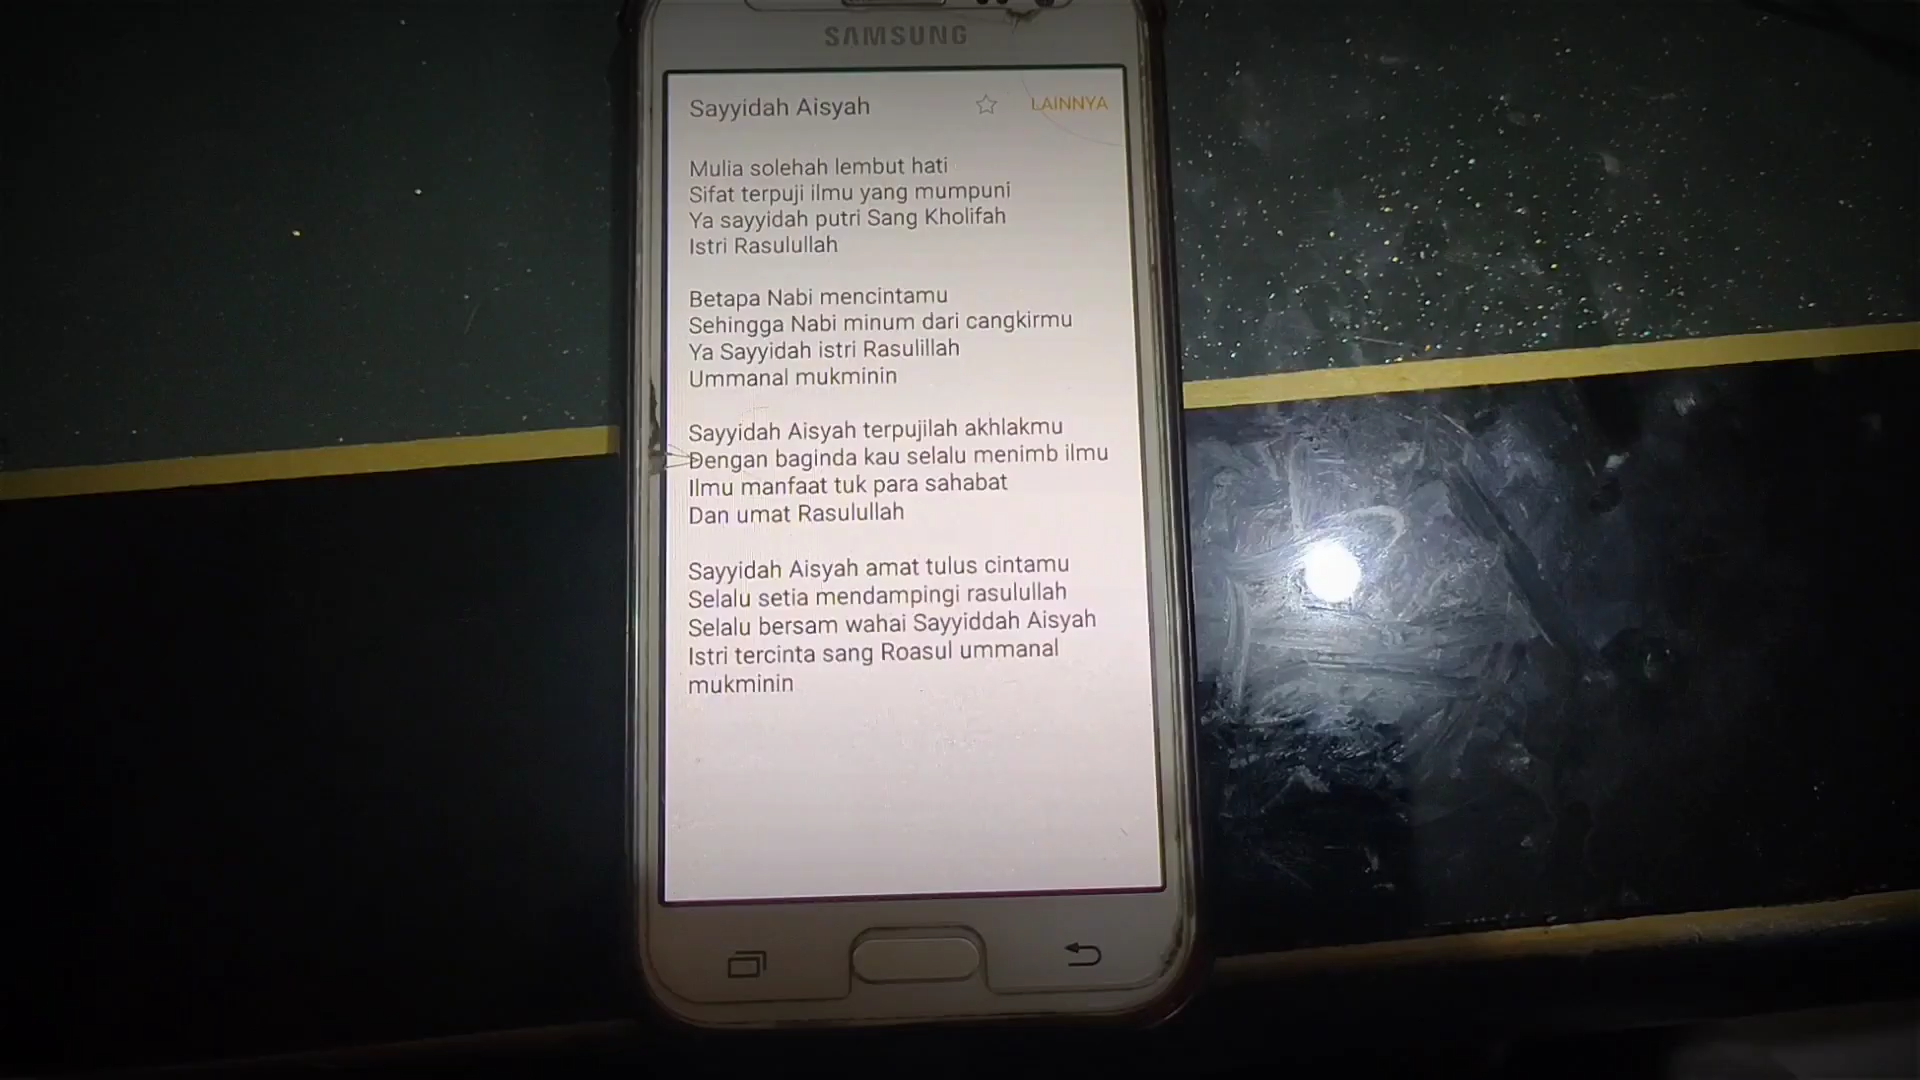 SAMSUNG
Sayyidah Aisyah
LAINNYA
Mulia solehah lembut hati
Sifat terpuji ilmu yang mumpuni
Ya sayyidah putri Sang Kholifah
Istri Rasulullah
Betapa Nabi mencintamu
Sehingga Nabi minum dari cangkirmu
Ya Sayyidah istri Rasulillah
Ummanal mukminin
Sayyidah Aisyah terpujilah akhlakmu
Dengan baginda kau selalu menimb ilmu
Ilmu manfaat tuk para sahabat
Dan umat Rasulullah
Sayyidah Aisyah amat tulus cintamu
Selalu setia mendampingi rasulullah
Selalu bersam wahai Sayyiddah Aisyah
Istri tercinta sang Roasul ummanal
mukminin